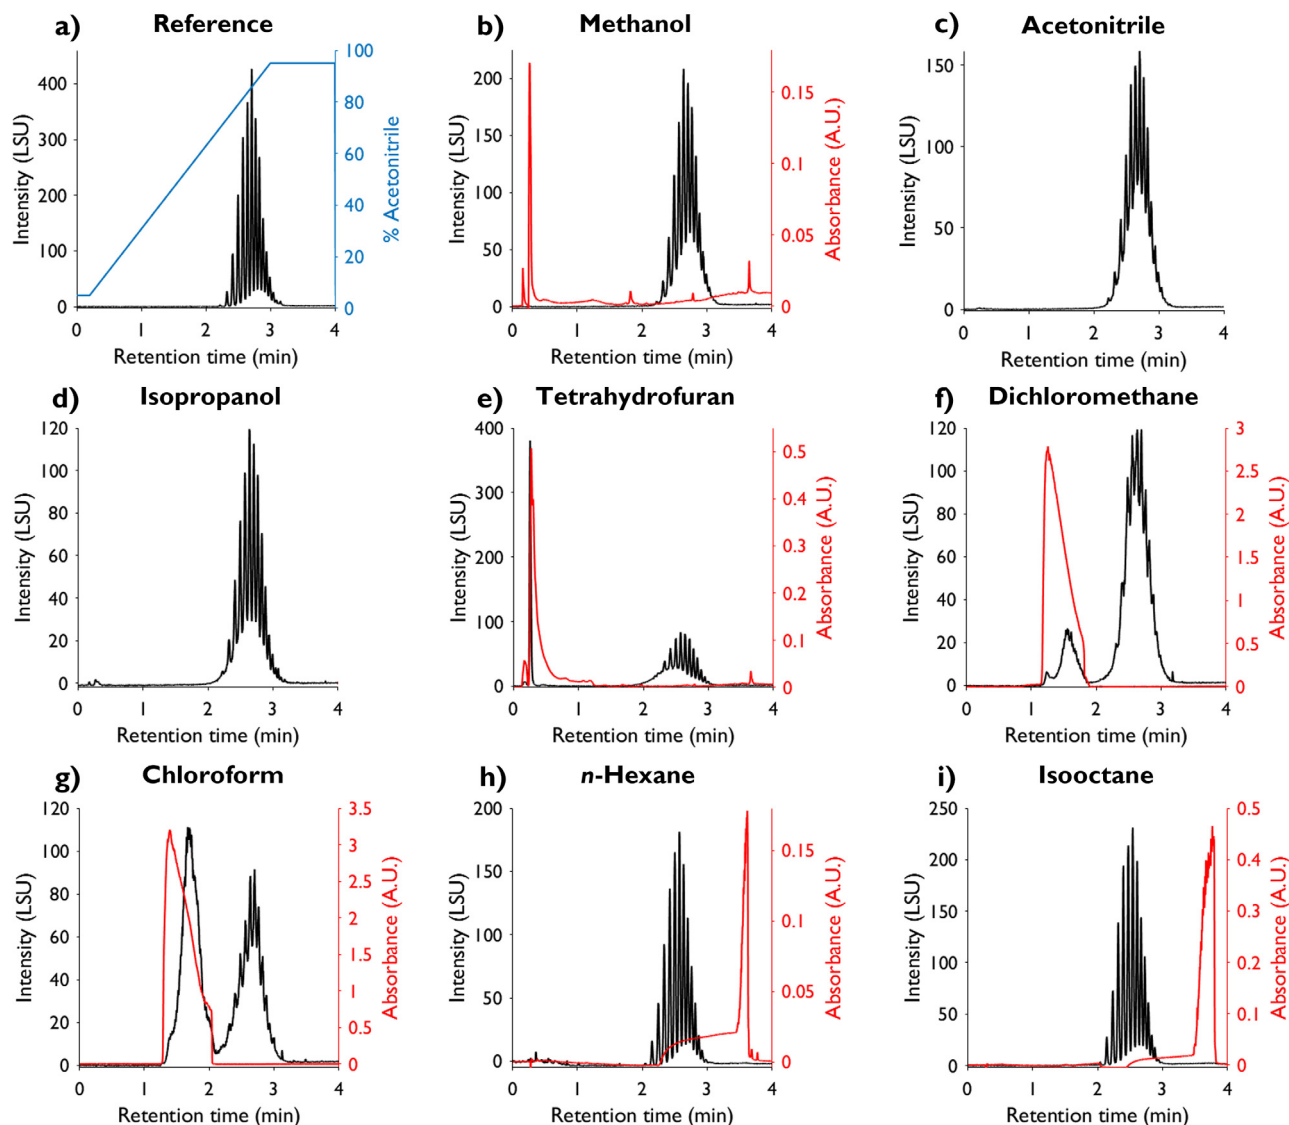 a) Reference
100
400
80
300
60
200
40
100
20
0
0
0 1 2 3 4
Intensity (LSU)
% Acetonitrile
Retention time (min)
b) Methanol
200
0.15
150
0.1
100
0.05
50
0
0
0 1 2 3 4
Intensity (LSU)
Absorbance (A.U.)
Retention time (min)
c) Acetonitrile
150
100
50
0
0 1 2 3 4
Intensity (LSU)
Retention time (min)
d) Isopropanol
120
100
80
60
40
20
0
0 1 2 3 4
Intensity (LSU)
Retention time (min)
e) Tetrahydrofuran
400
0.5
300
0.4
200
0.3
0.2
100
0.1
0
0
0 1 2 3 4
Intensity (LSU)
Absorbance (A.U.)
Retention time (min)
f) Dichloromethane
120
3
100
2.5
80
2
60
1.5
40
1
20
0.5
0
0
0 1 2 3 4
Intensity (LSU)
Absorbance (A.U.)
Retention time (min)
g) Chloroform
120
3.5
100
3
80
2.5
60
2
1.5
40
1
20
0.5
0
0
0 1 2 3 4
Intensity (LSU)
Absorbance (A.U.)
Retention time (min)
h) n-Hexane
200
0.15
150
0.1
100
0.05
50
0
0
0 1 2 3 4
Intensity (LSU)
Absorbance (A.U.)
Retention time (min)
i) Isooctane
250
0.5
200
0.4
150
0.3
100
0.2
50
0.1
0
0
0 1 2 3 4
Intensity (LSU)
Absorbance (A.U.)
Retention time (min)